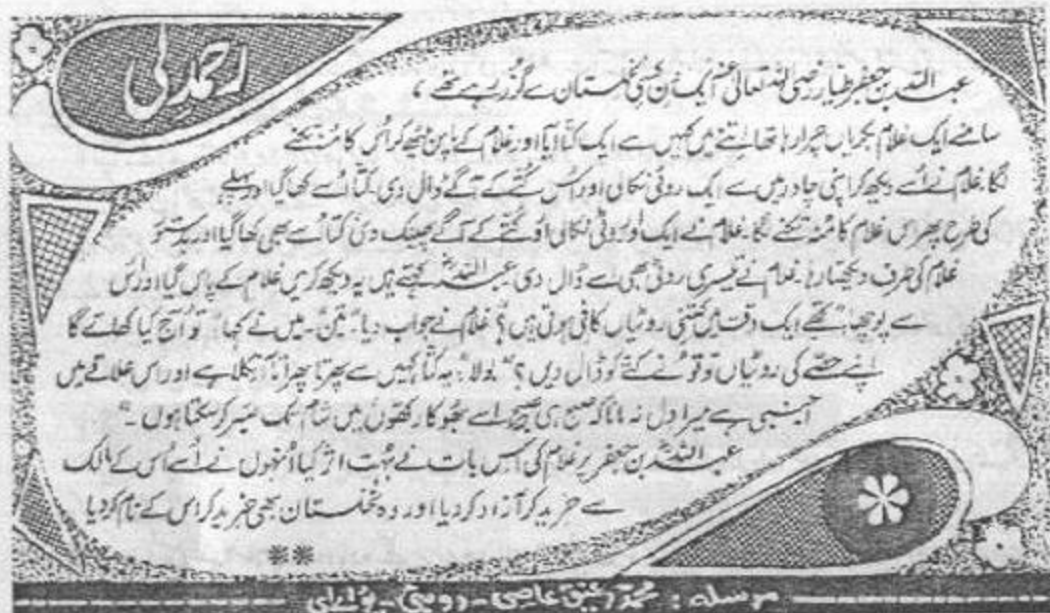 رحمدلی
عبداللہ بن جعفر طیار رضی اللہ تعالیٰ عنہ ایک دن کسی نخلستان سے گزر رہے تھے،
سامنے ایک غلام بکریاں چرا رہا تھا اتنے میں کہیں سے ایک کتا آیا اور غلام کے پاس بیٹھ کر اس کا منہ تکنے
لگا۔ غلام نے اسے دیکھ کر اپنی چادر میں سے ایک روٹی نکالی اور اس کتے کے آگے ڈال دی۔ کتا اسے کھا گیا اور پہلے
کی طرح پھر اس غلام کا منہ تکنے لگا۔ غلام نے ایک اور روٹی نکالی اور کتے کے آگے پھینک دی کتا اسے بھی کھا گیا اور بدستور
غلام کی طرف دیکھتا رہا۔ غلام نے تیسری روٹی بھی اسے ڈال دی عبداللہؓ کہتے ہیں یہ دیکھ کر میں غلام کے پاس گیا اور اس
سے پوچھا، "تجھے ایک وقت میں کتنی روٹیاں کافی ہوتی ہیں؟" غلام نے جواب دیا "تین"۔ میں نے کہا، "تو آج کیا کھائے گا
اپنے حصے کی روٹیاں تو تو نے کتے کو ڈال دیں؟" بولا، "یہ کتا کہیں سے پھرتا پھراتا آ نکلا ہے اور اس علاقے میں
اجنبی ہے میرا دل نہ مانا کہ صبح ہی صبح اسے بھوکا رکھوں میں شام تک صبر کر سکتا ہوں۔"
عبداللہؓ بن جعفر پر غلام کی اس بات نے بہت اثر کیا انہوں نے اسے اس کے مالک
سے خرید کر آزاد کر دیا اور وہ نخلستان بھی خرید کر اس کے نام کر دیا
**
مرسلہ: محمد عاصی